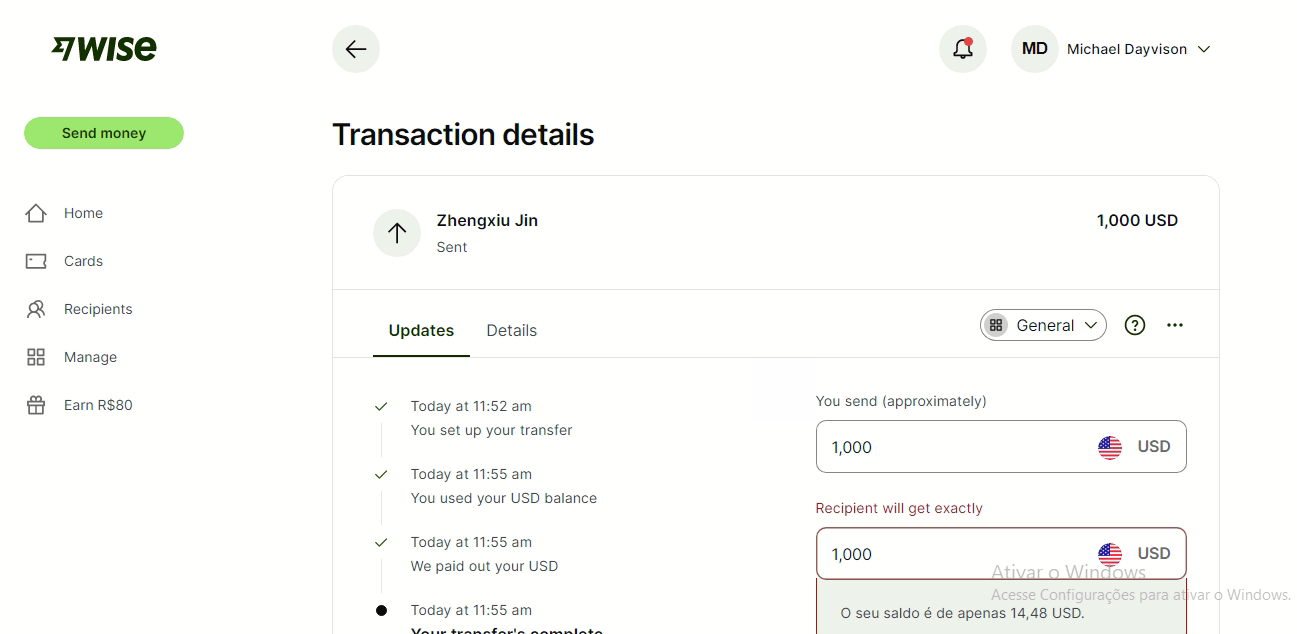 WISE
MD
Michael Dayvison
Send money
Transaction details
Home
Cards
Recipients
Manage
Earn R$80
Zhengxiu Jin
Sent
1,000 USD
Updates
Details
General
Today at 11:52 am
You set up your transfer
Today at 11:55 am
You used your USD balance
Today at 11:55 am
We paid out your USD
Today at 11:55 am
Your transfer's complete
You send (approximately)
1,000
USD
Recipient will get exactly
1,000
USD
O seu saldo é de apenas 14,48 USD.
Ativar o Windows
Acesse Configurações para ativar o Windows.